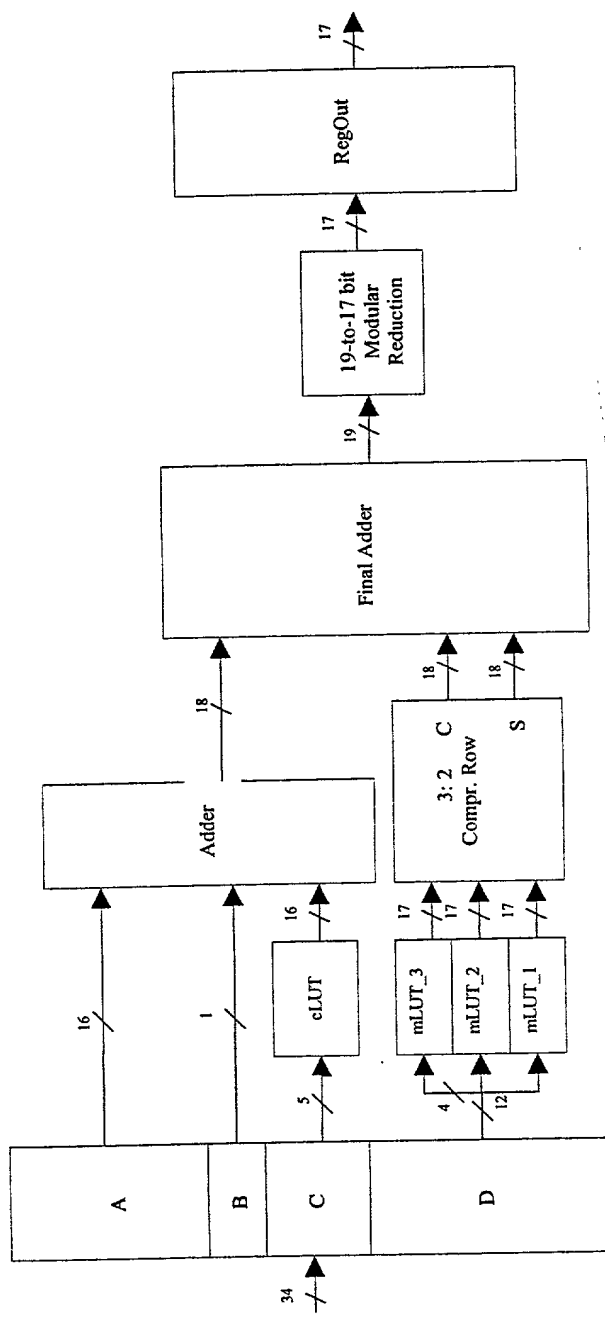 34
A
B
C
D
16
1
5
4
12
cLUT
mLUT_3
mLUT_2
mLUT_1
16
17
17
17
Adder
3: 2 C
Compr. Row
S
18
18
18
Final Adder
19
19-to-17 bit
Modular
Reduction
17
RegOut
17